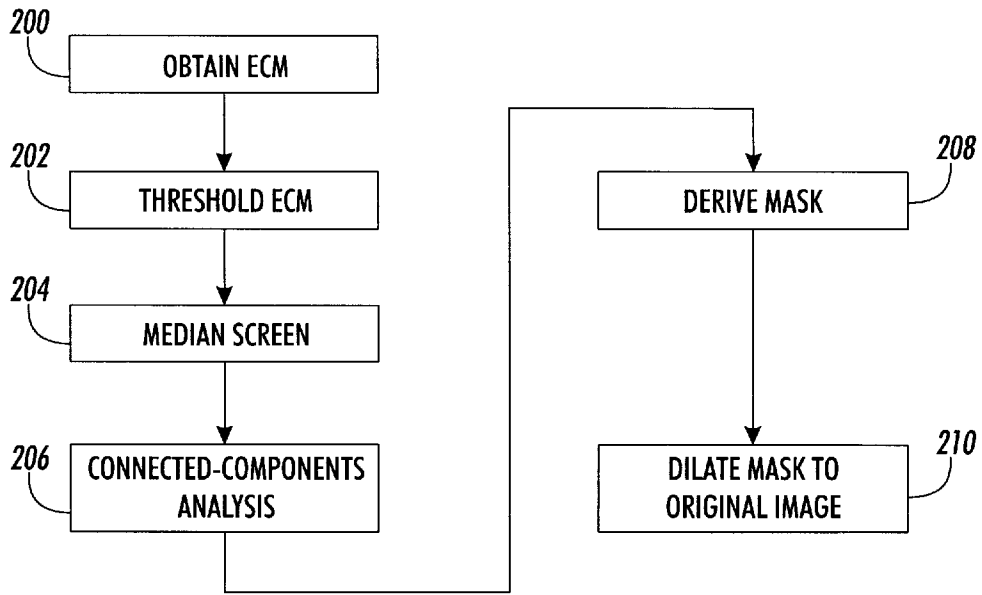 200
OBTAIN ECM
202
THRESHOLD ECM
204
MEDIAN SCREEN
206
CONNECTED-COMPONENTS
ANALYSIS
208
DERIVE MASK
210
DILATE MASK TO
ORIGINAL IMAGE